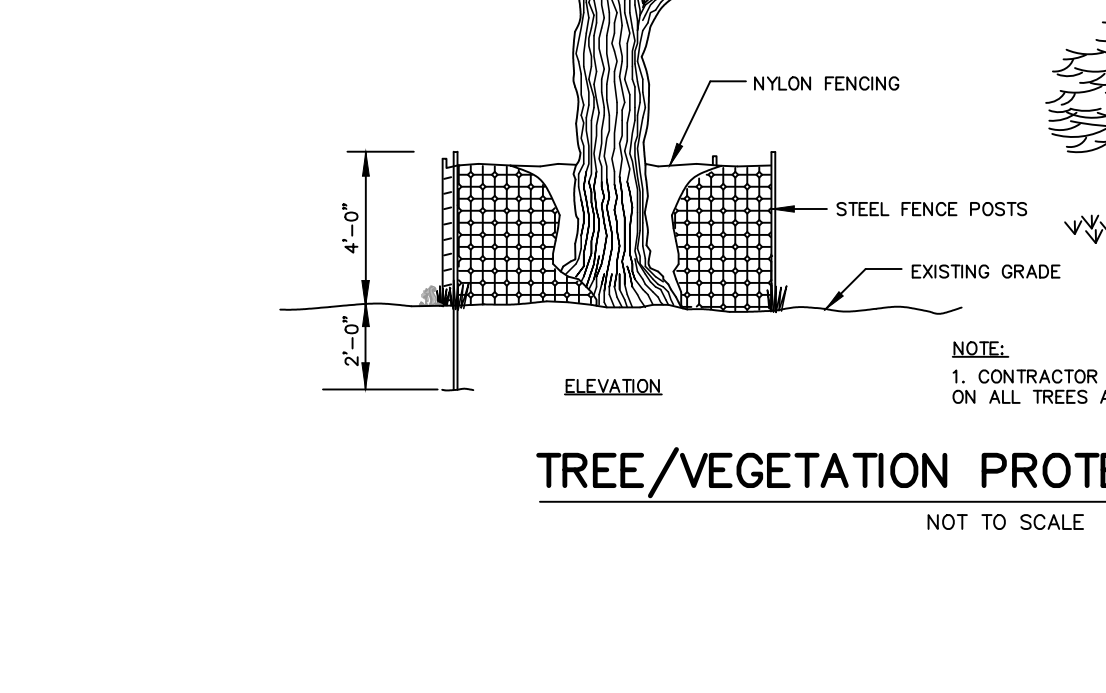 NYLON FENCING
4'-0"
STEEL FENCE POSTS
EXISTING GRADE
2'-0"
NOTE:
1. CONTRACTOR
ON ALL TREES
ELEVATION
TREE/VEGETATION
NOT TO SCALE